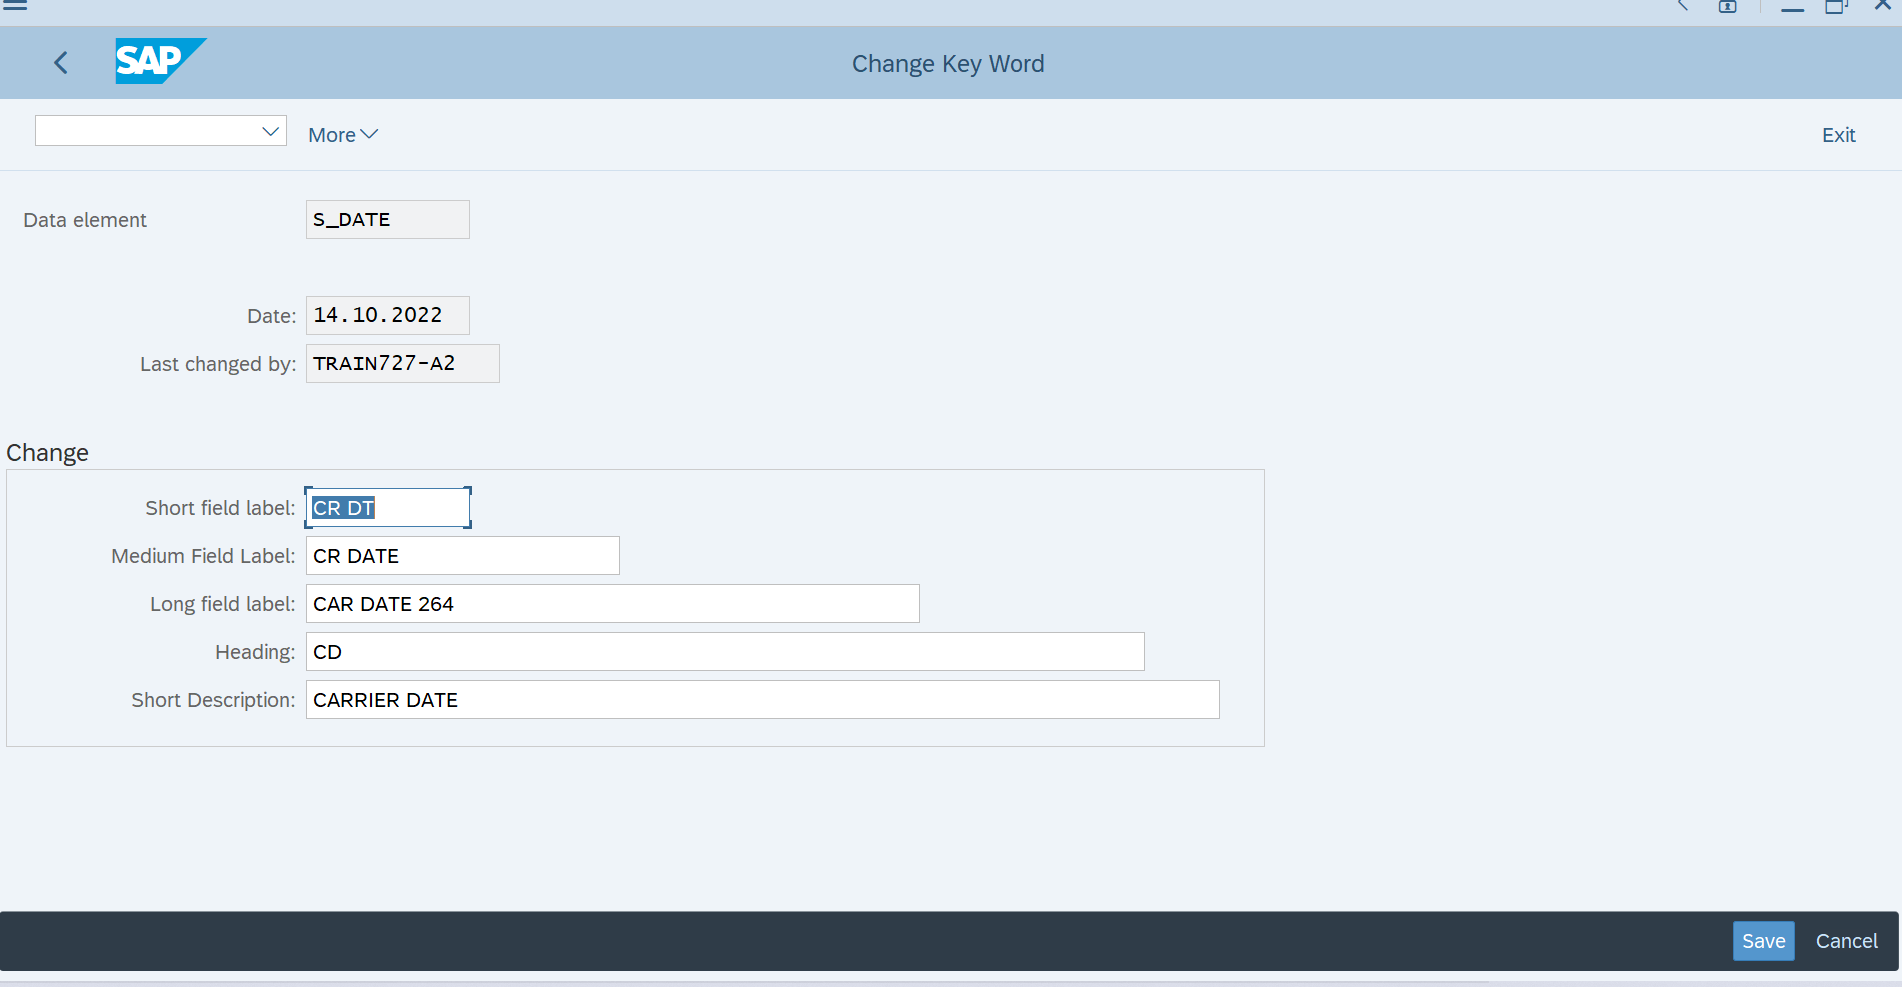 SAP
Change Key Word
More
Exit
Data element S_DATE
Date: 14.10.2022
Last changed by: TRAIN727-A2
Change
Short field label: CR DT
Medium Field Label: CR DATE
Long field label: CAR DATE 264
Heading: CD
Short Description: CARRIER DATE
Save Cancel